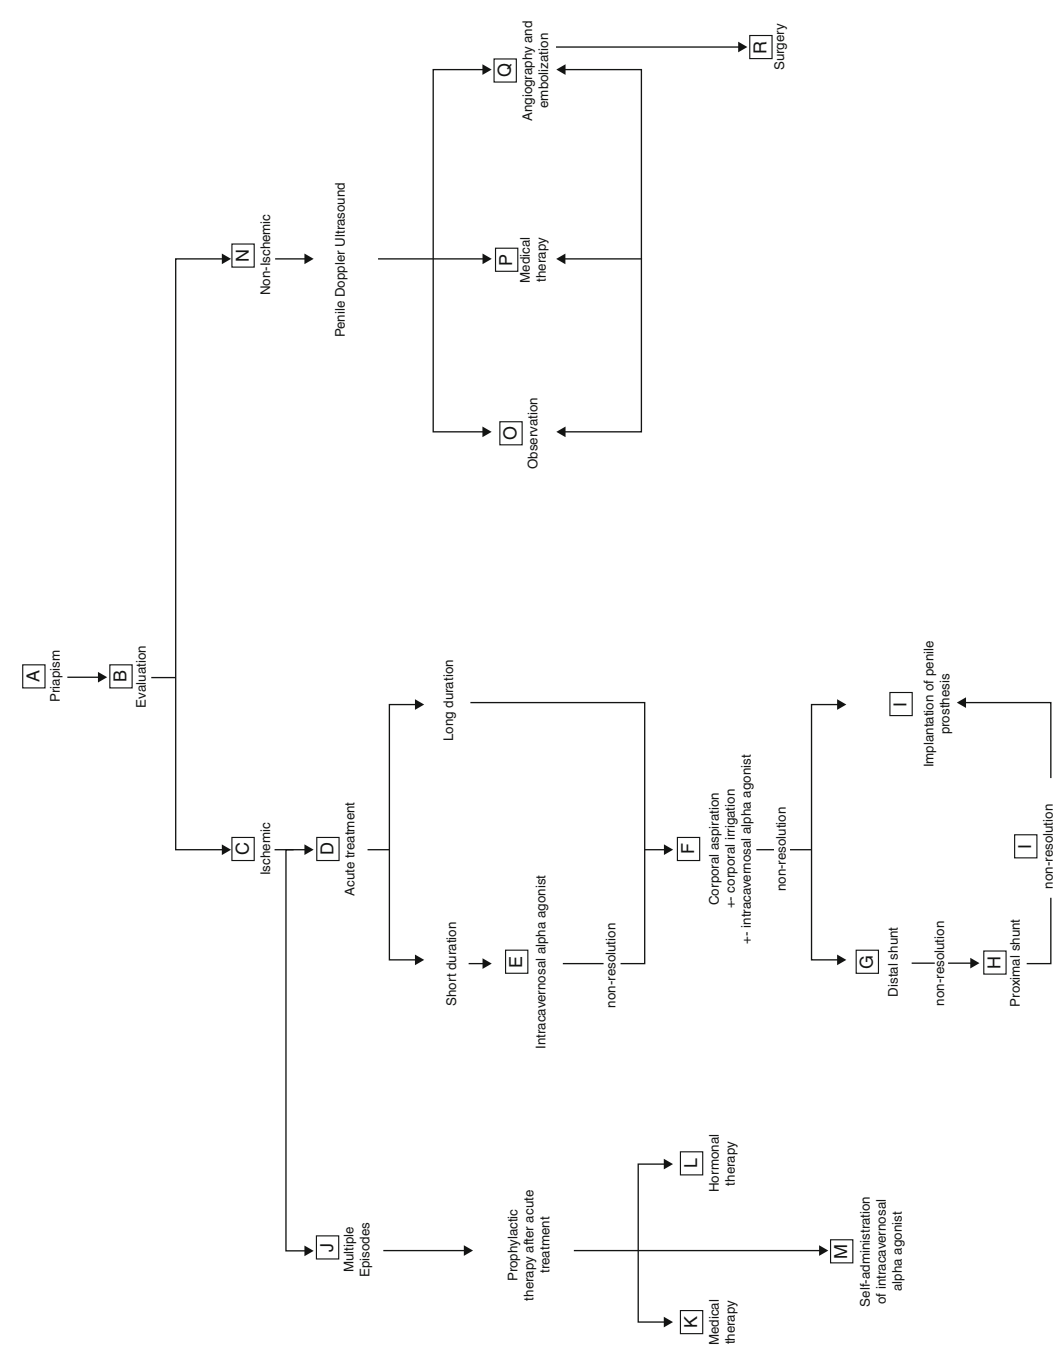 A
Priapism
B
Evaluation
C
Ischemic
N
Non-Ischemic
J
Multiple
Episodes
D
Acute treatment
Penile Doppler Ultrasound
Prophylactic
therapy after acute
treatment
Short duration
Long duration
E
Intracavernosal alpha agonist
non-resolution
O
Observation
P
Medical
therapy
Q
Angiography and
embolization
R
Surgery
K
Medical
therapy
L
Hormonal
therapy
M
Self-administration
of intracavernosal
alpha agonist
F
Corporal aspiration
+- corporal irrigation
+- intracavernosal alpha agonist
non-resolution
G
Distal shunt
non-resolution
H
Proximal shunt
I
non-resolution
I
Implantation of penile
prosthesis